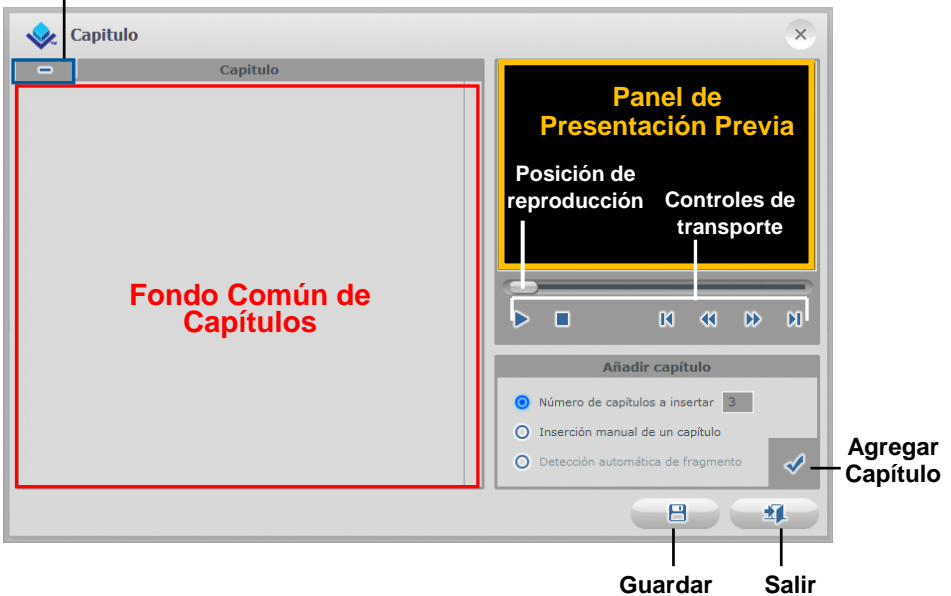 Capitulo
Capitulo
Panel de
Presentación Previa
Posición de
reproducción
Controles de
transporte
Fondo Común de
Capítulos
Añadir capítulo
Número de capítulos a insertar 3
Inserción manual de un capítulo
Detección automática de fragmento
Agregar
Capítulo
Guardar
Salir